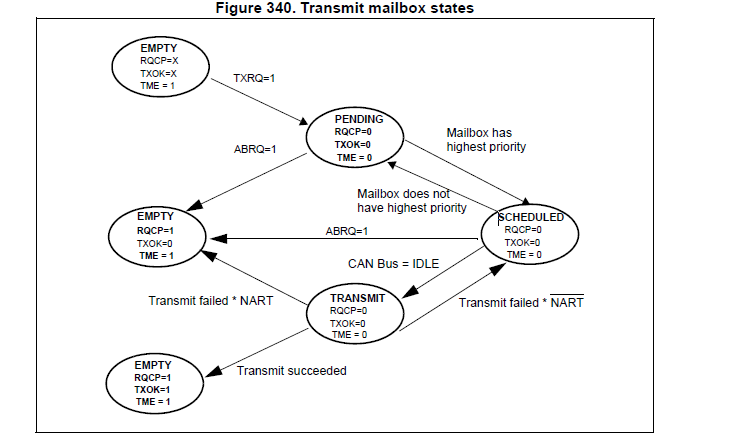 Figure 340. Transmit mailbox states
EMPTY
RQCP=X
TXOK=X
TME = 1
TXRQ=1
PENDING
RQCP=0
TXOK=0
TME = 0
Mailbox has
highest priority
ABRQ=1
Mailbox does not
have highest priority
EMPTY
RQCP=1
TXOK=0
TME = 1
ABRQ=1
SCHEDULED
RQCP=0
TXOK=0
TME = 0
CAN Bus = IDLE
Transmit failed * NART
TRANSMIT
RQCP=0
TXOK=0
TME = 0
Transmit failed * N̅A̅R̅T̅
EMPTY
RQCP=1
TXOK=1
TME = 1
Transmit succeeded